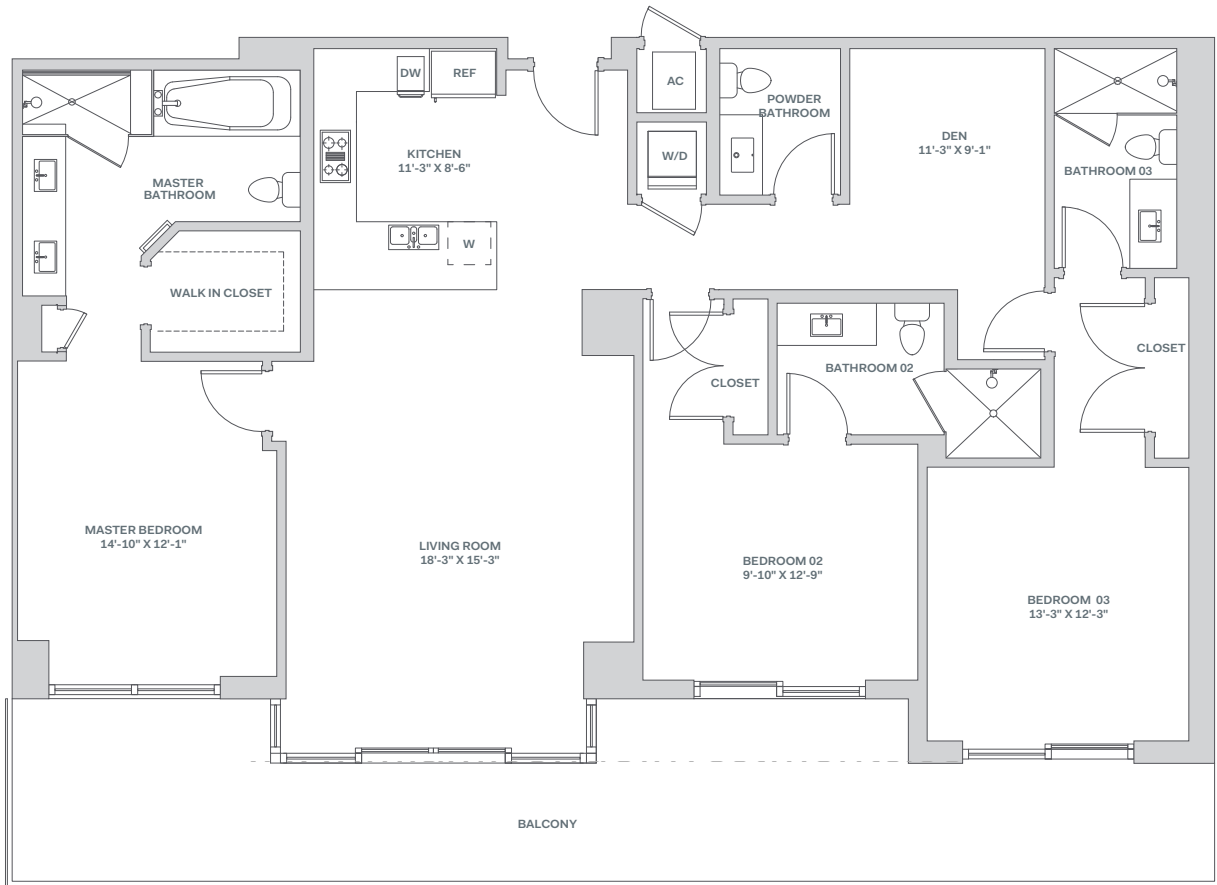 DW
REF
AC
POWDER
BATHROOM
KITCHEN
11'-3" X 8'-6"
W/D
DEN
11'-3" X 9'-1"
BATHROOM 03
MASTER
BATHROOM
W
WALK IN CLOSET
CLOSET
CLOSET
BATHROOM 02
MASTER BEDROOM
14'-10" X 12'-1"
LIVING ROOM
18'-3" X 15'-3"
BEDROOM 02
9'-10" X 12'-9"
BEDROOM 03
13'-3" X 12'-3"
BALCONY